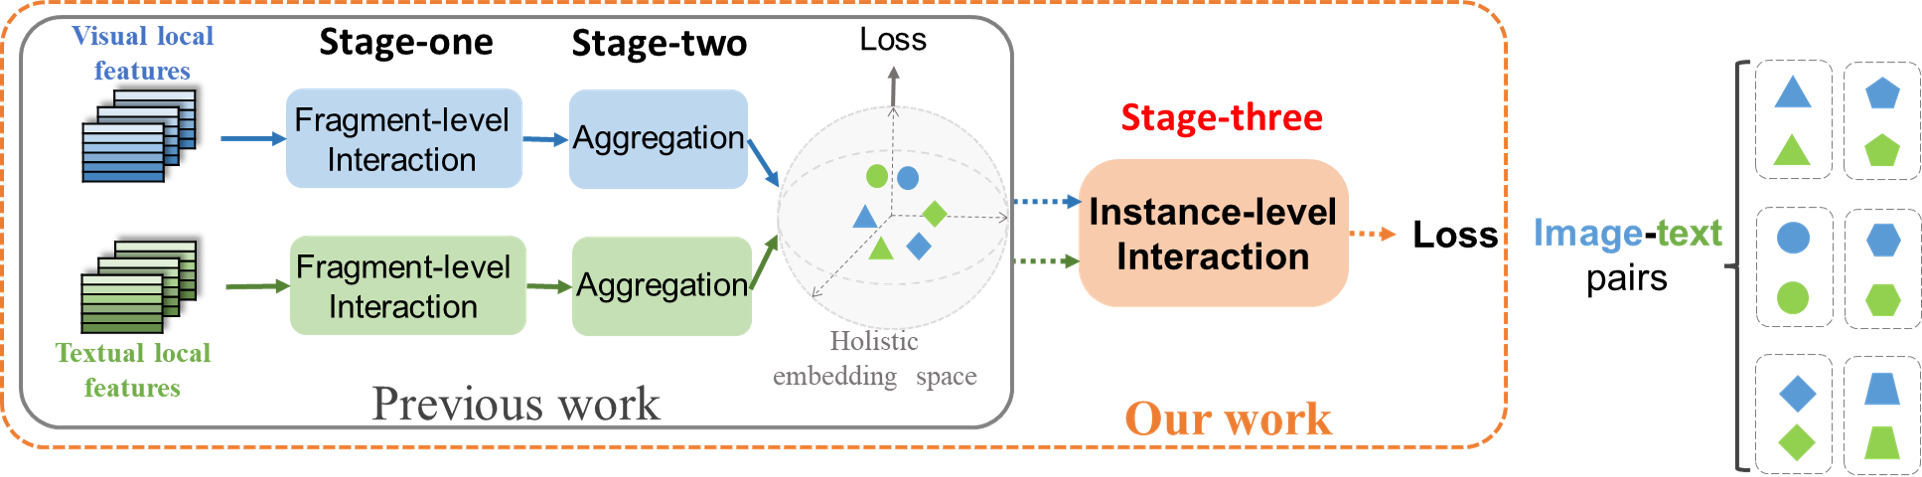 Visual local
features
Stage-one
Stage-two
Loss
Fragment-level
Interaction
Aggregation
Stage-three
Instance-level
Interaction
Loss
Image-text
pairs
Fragment-level
Interaction
Aggregation
Textual local
features
Holistic
embedding space
Previous work
Our work